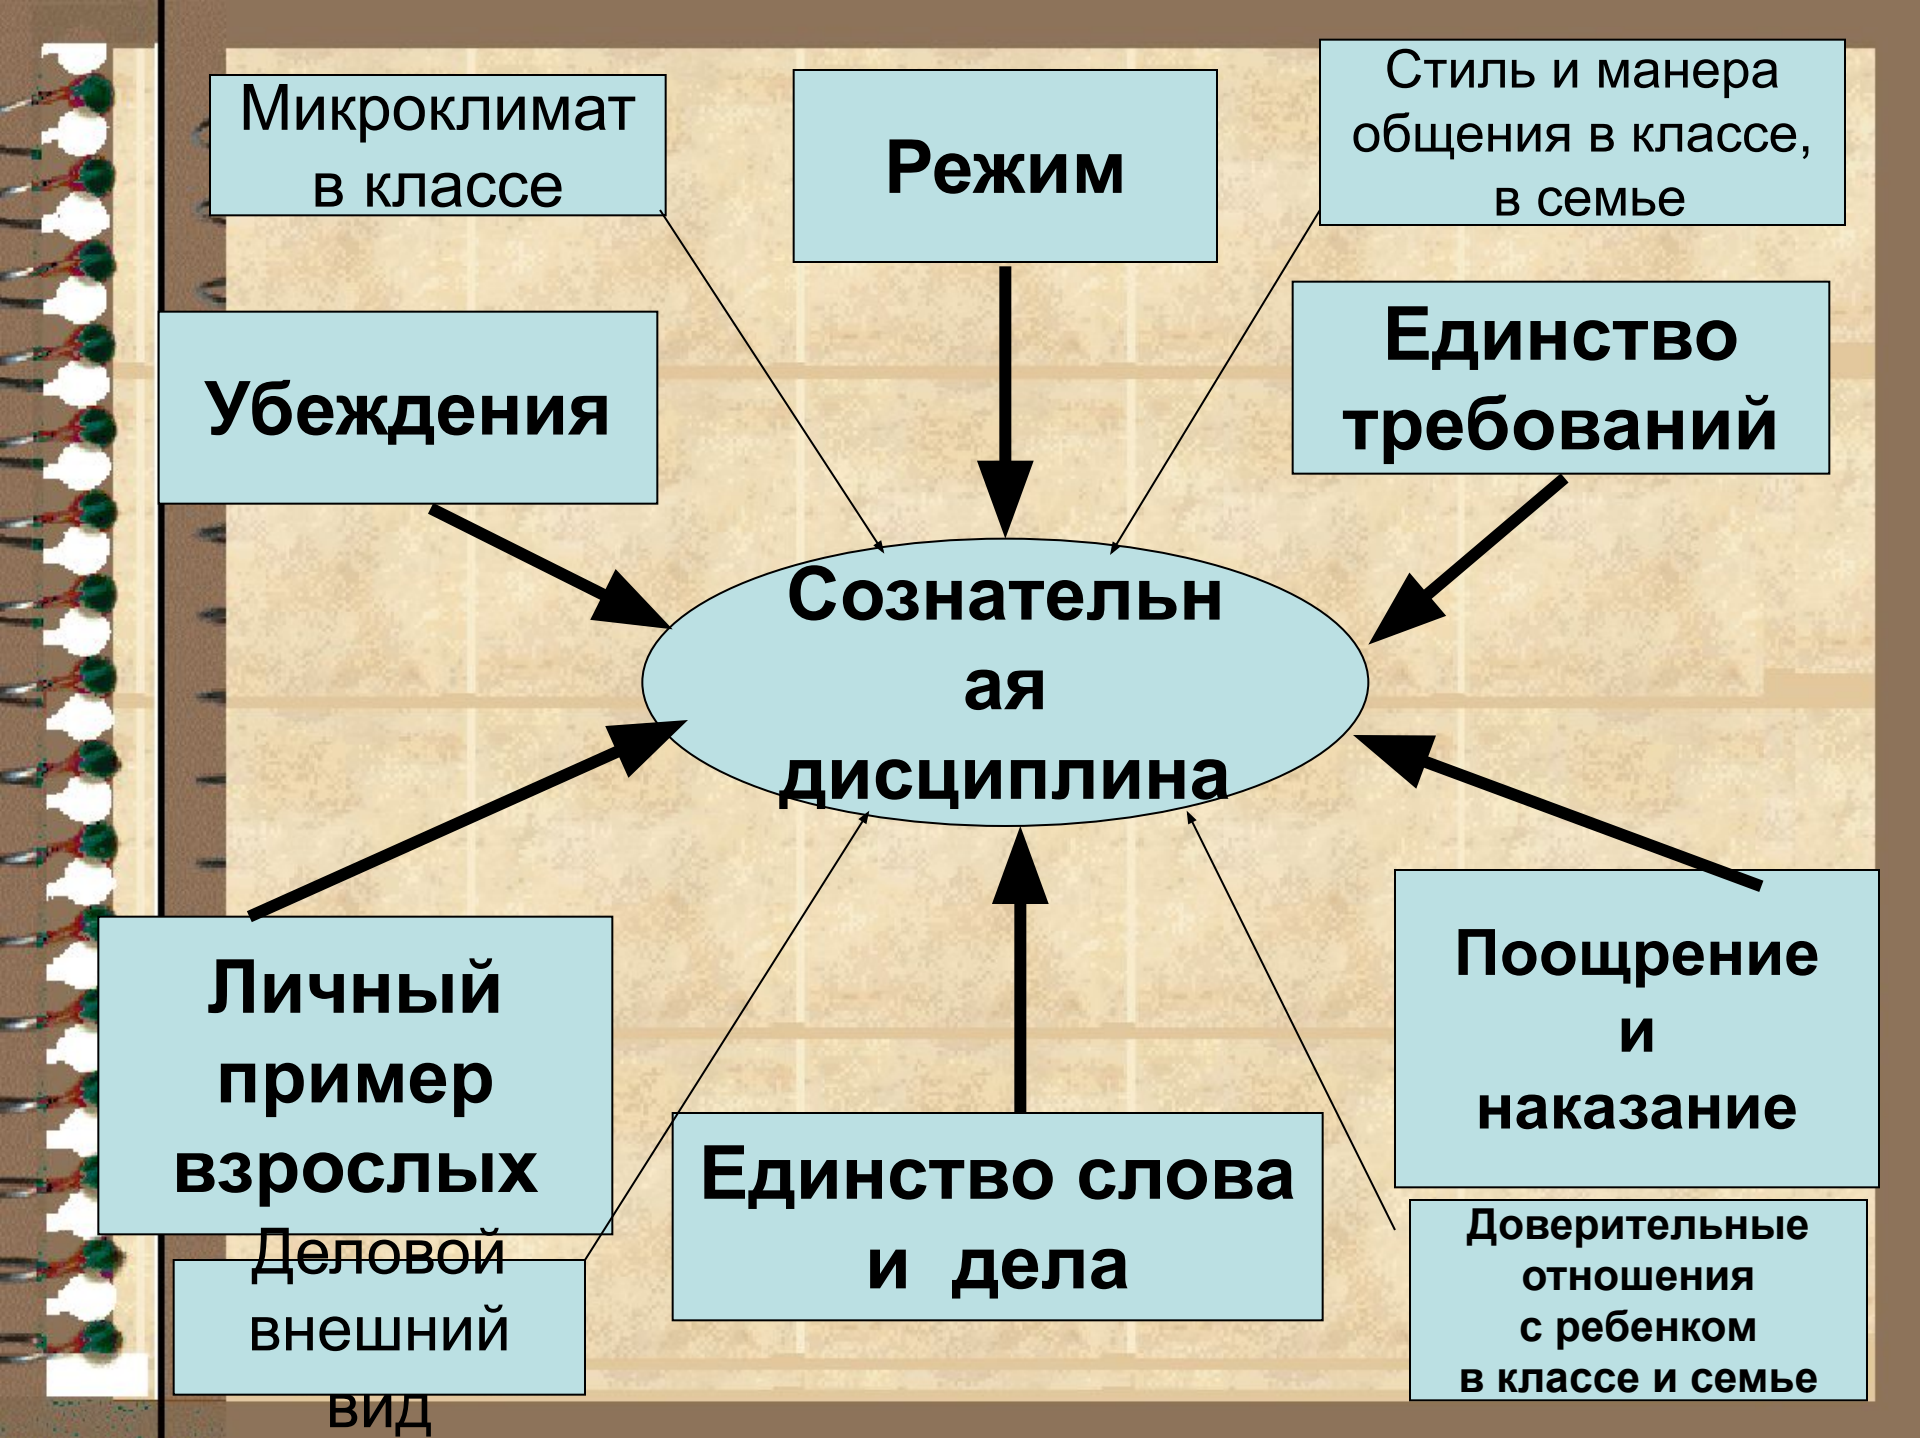 Микроклимат
в классе
Режим
Стиль и манера
общения в классе,
в семье
Убеждения
Единство
требований
Сознательн
ая
дисциплина
Личный
пример
взрослых
Единство слова
и дела
Поощрение
и
наказание
Деловой
внешний
вид
Доверительные
отношения
с ребенком
в классе и семье